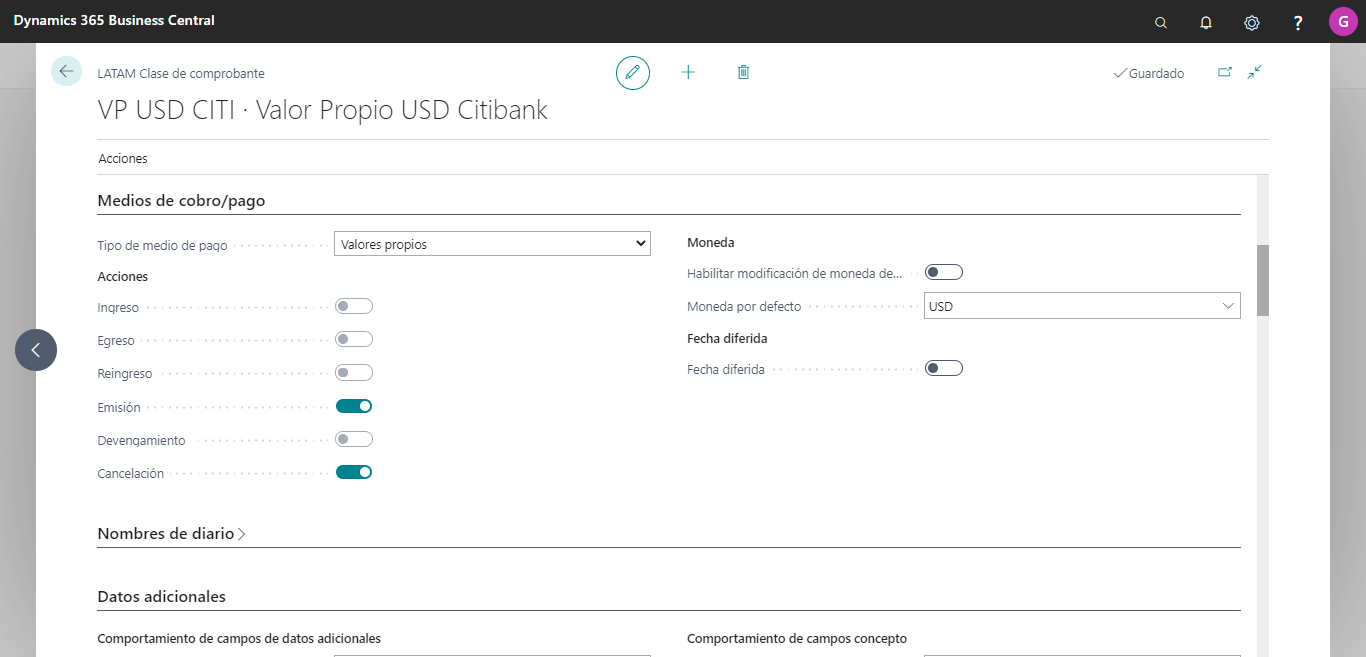 Dynamics 365 Business Central
?
G
LATAM Clase de comprobante
Guardado
VP USD CITI · Valor Propio USD Citibank
Acciones
Medios de cobro/pago
Tipo de medio de pago
Valores propios
Acciones
Ingreso
Egreso
Reingreso
Emisión
Devengamiento
Cancelación
Moneda
Habilitar modificación de moneda de...
Moneda por defecto
USD
Fecha diferida
Fecha diferida
Nombres de diario
Datos adicionales
Comportamiento de campos de datos adicionales
Comportamiento de campos concepto